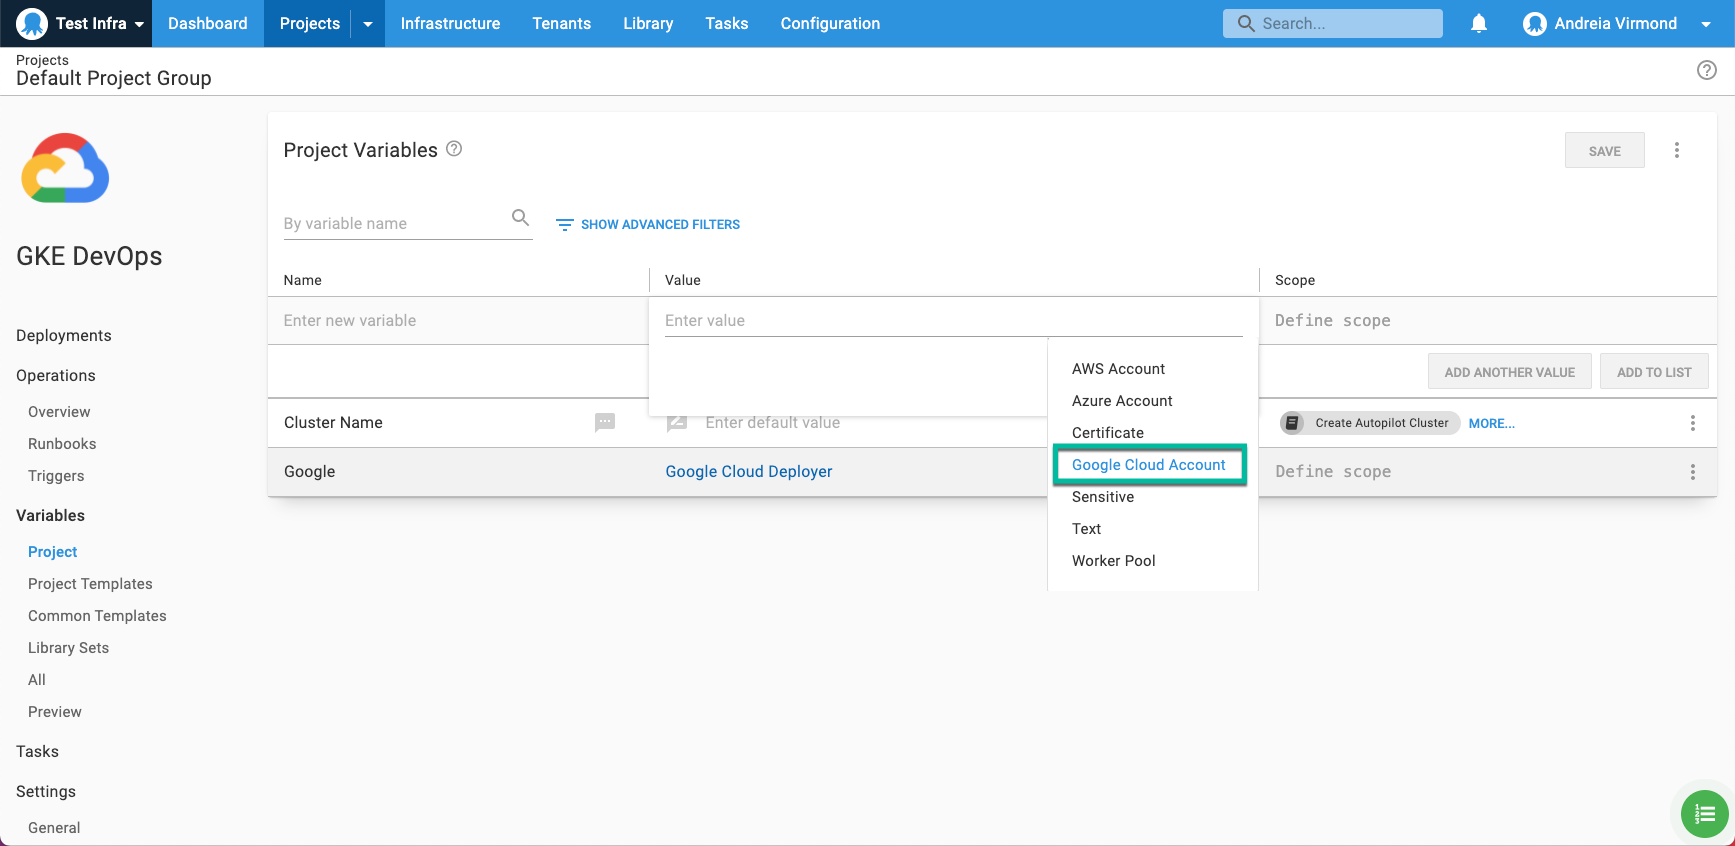 Test Infra
Dashboard
Projects
Infrastructure
Tenants
Library
Tasks
Configuration
Search...
Andreia Virmond
Projects
Default Project Group
GKE DevOps
Deployments
Operations
Overview
Runbooks
Triggers
Variables
Project
Project Templates
Common Templates
Library Sets
All
Preview
Tasks
Settings
General
Project Variables
SAVE
By variable name
SHOW ADVANCED FILTERS
Name
Value
Scope
Enter new variable
Enter value
Define scope
AWS Account
Azure Account
Certificate
Google Cloud Account
Sensitive
Text
Worker Pool
ADD ANOTHER VALUE
ADD TO LIST
Cluster Name
Enter default value
Create Autopilot Cluster
MORE...
Google
Google Cloud Deployer
Define scope